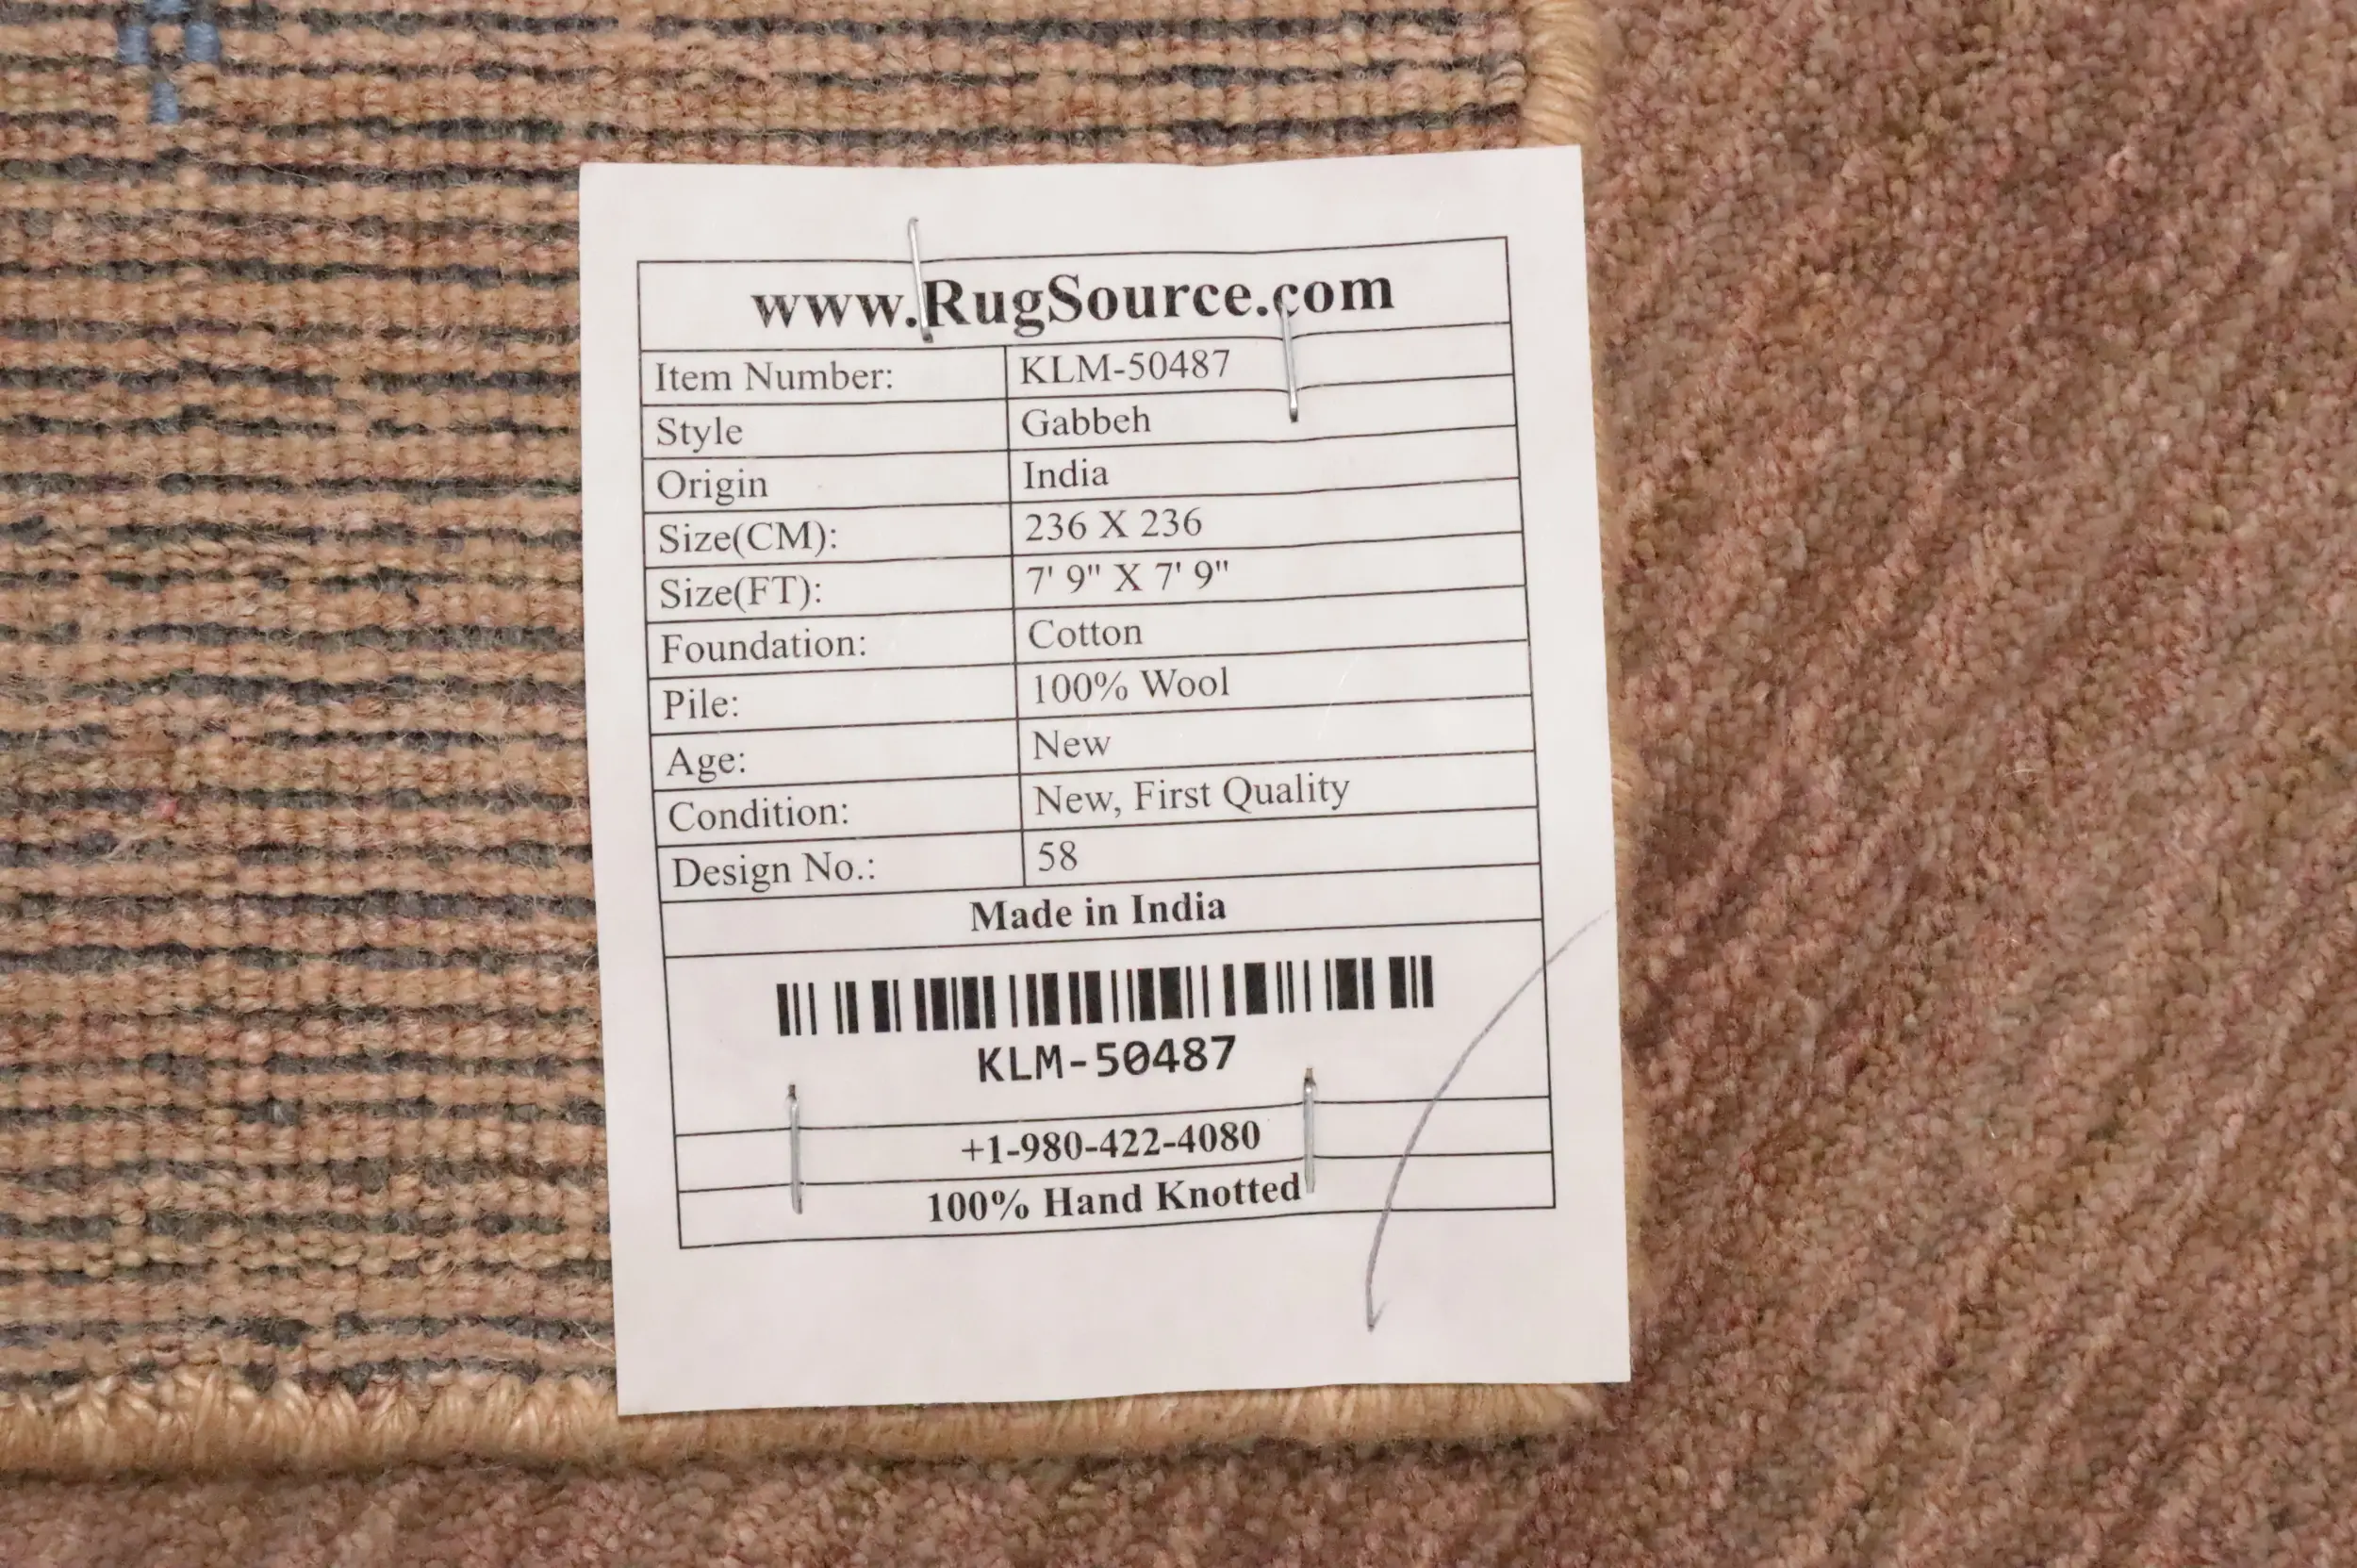 www.RugSource.com
Item Number: KLM-50487
Style Gabbeh
Origin India
Size(CM): 236 X 236
Size(FT): 7' 9" X 7' 9"
Foundation: Cotton
Pile: 100% Wool
Age: New
Condition: New, First Quality
Design No.: 58
Made in India
KLM-50487
+1-980-422-4080
100% Hand Knotted